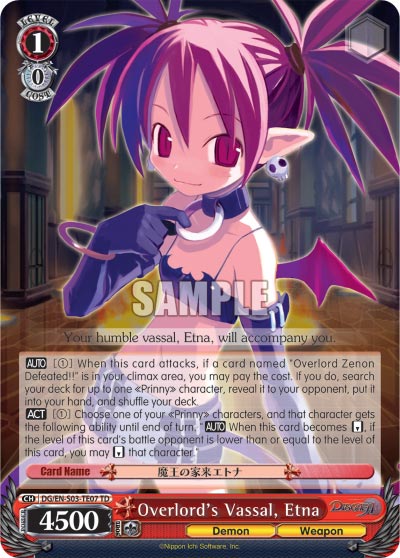 LEVEL
1
0
COST
SAMPLE
Your humble vassal, Etna, will accompany you.
AUTO [①] When this card attacks, if a card named "Overlord Zenon
Defeated!!" is in your climax area, you may pay the cost. If you do, search
your deck for up to one «Prinny» character, reveal it to your opponent, put it
into your hand, and shuffle your deck.
ACT [①] Choose one of your «Prinny» characters, and that character gets
the following ability until end of turn. " AUTO When this card becomes, if
the level of this card's battle opponent is lower than or equal to the level of
this card, you may that character."
Card Name 魔王の家来エトナ
CH DG/EN-S03-TE07 TD
POWER 4500 SOUL Overlord's Vassal, Etna
Demon Weapon
©Nippon Ichi Software, Inc.